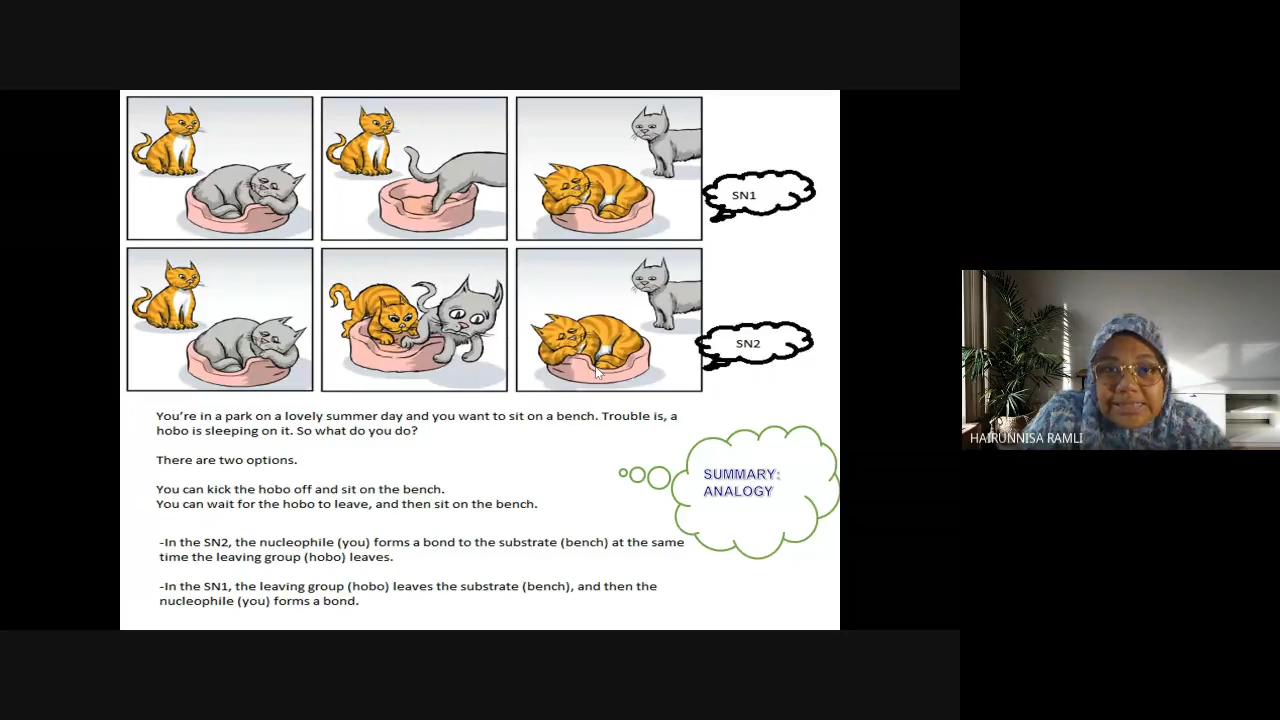 SN1
SN2
You're in a park on a lovely summer day and you want to sit on a bench. Trouble is, a
hobo is sleeping on it. So what do you do?
There are two options.
You can kick the hobo off and sit on the bench.
You can wait for the hobo to leave, and then sit on the bench.
SUMMARY:
ANALOGY
-In the SN2, the nucleophile (you) forms a bond to the substrate (bench) at the same
time the leaving group (hobo) leaves.
-In the SN1, the leaving group (hobo) leaves the substrate (bench), and then the
nucleophile (you) forms a bond.
HAIRUNNISA RAMLI